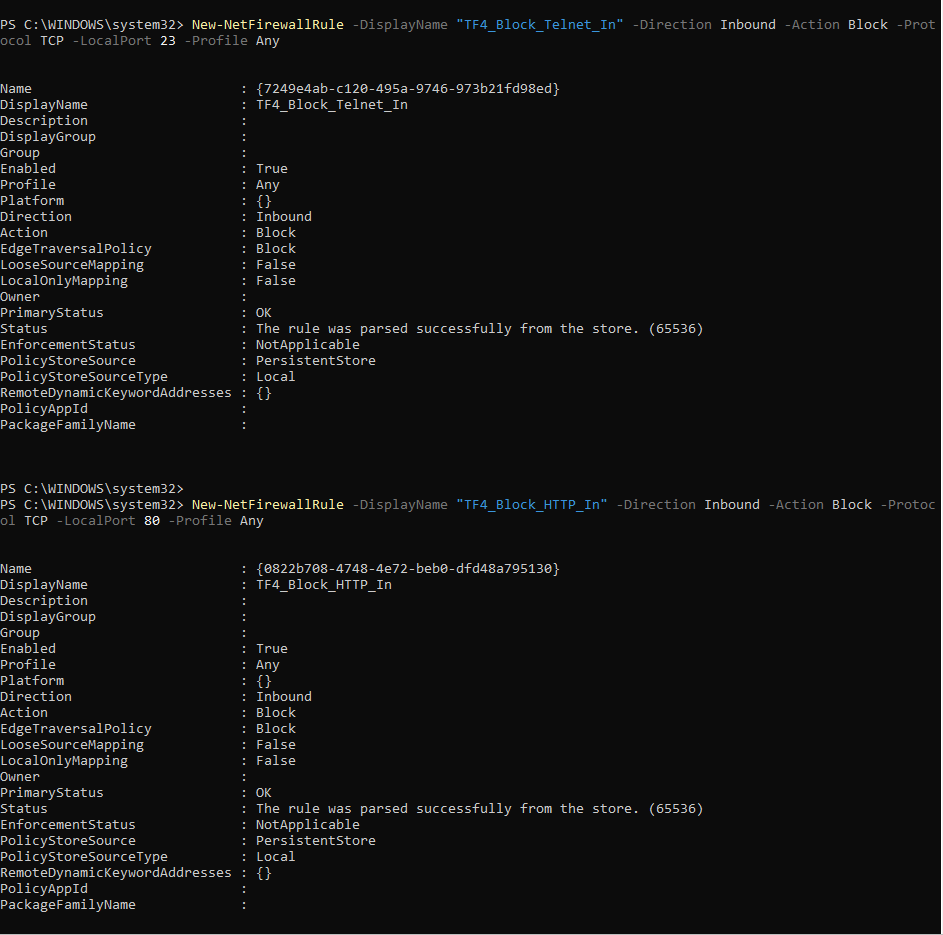 PS C:\WINDOWS\system32> New-NetFirewallRule -DisplayName "TF4_Block_Telnet_In" -Direction Inbound -Action Block -Prot
ocol TCP -LocalPort 23 -Profile Any
Name : {7249e4ab-c120-495a-9746-973b21fd98ed}
DisplayName : TF4_Block_Telnet_In
Description :
DisplayGroup :
Group :
Enabled : True
Profile : Any
Platform : {}
Direction : Inbound
Action : Block
EdgeTraversalPolicy : Block
LooseSourceMapping : False
LocalOnlyMapping : False
Owner :
PrimaryStatus : OK
Status : The rule was parsed successfully from the store. (65536)
EnforcementStatus : NotApplicable
PolicyStoreSource : PersistentStore
PolicyStoreSourceType : Local
RemoteDynamicKeywordAddresses : {}
PolicyAppId :
PackageFamilyName :
PS C:\WINDOWS\system32>
PS C:\WINDOWS\system32> New-NetFirewallRule -DisplayName "TF4_Block_HTTP_In" -Direction Inbound -Action Block -Protoc
ol TCP -LocalPort 80 -Profile Any
Name : {0822b708-4748-4e72-beb0-dfd48a795130}
DisplayName : TF4_Block_HTTP_In
Description :
DisplayGroup :
Group :
Enabled : True
Profile : Any
Platform : {}
Direction : Inbound
Action : Block
EdgeTraversalPolicy : Block
LooseSourceMapping : False
LocalOnlyMapping : False
Owner :
PrimaryStatus : OK
Status : The rule was parsed successfully from the store. (65536)
EnforcementStatus : NotApplicable
PolicyStoreSource : PersistentStore
PolicyStoreSourceType : Local
RemoteDynamicKeywordAddresses : {}
PolicyAppId :
PackageFamilyName :